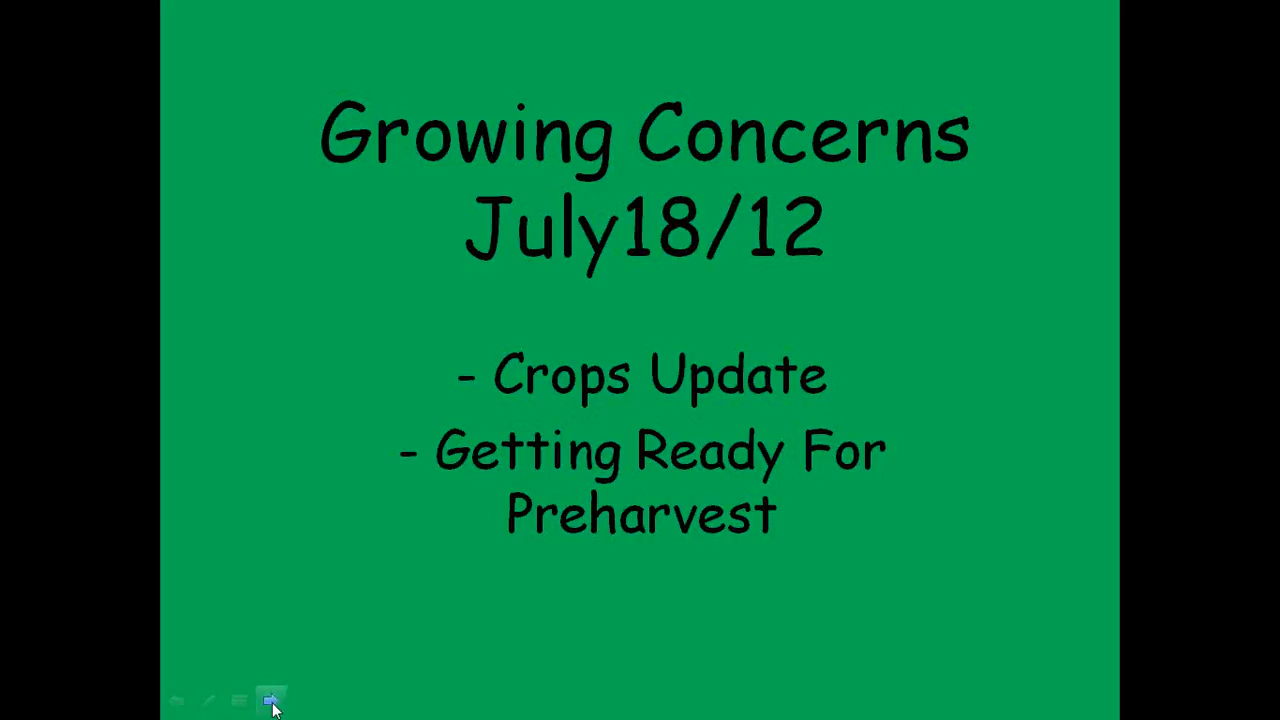 Growing Concerns
July18/12
- Crops Update
- Getting Ready For
Preharvest